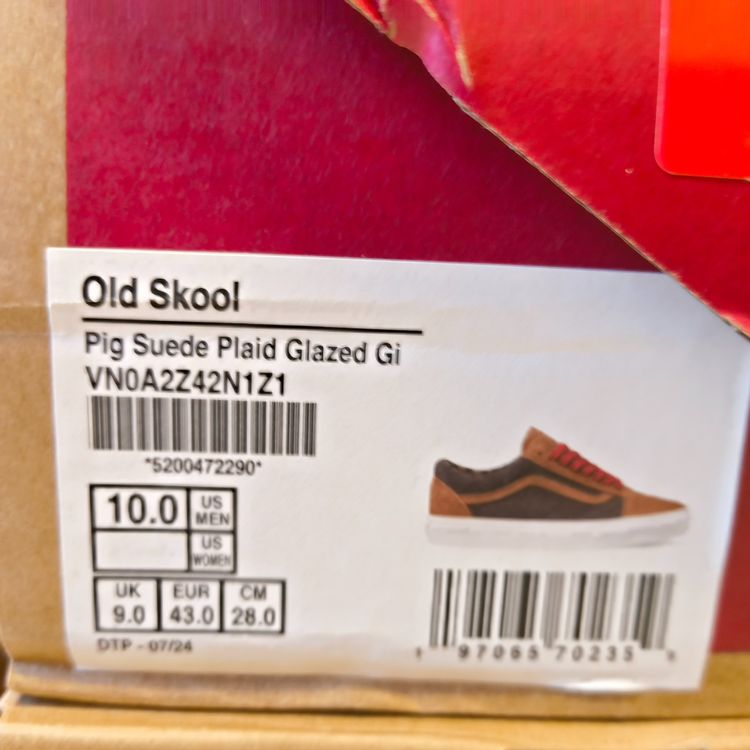 Old Skool
Pig Suede Plaid Glazed Gi
VN0A2Z42N1Z1
*5200472290*
10.0 US MEN
US WOMEN
UK EUR CM
9.0 43.0 28.0
DTP - 07/24
1 97065 70235